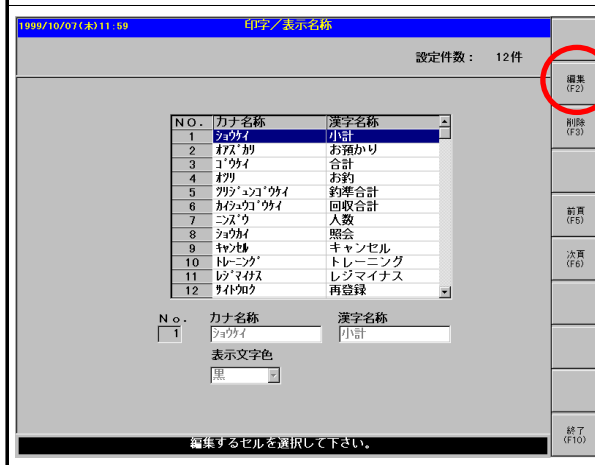 1999/10/07(木)11:59
印字／表示名称
設定件数： 12件
編集
(F2)
削除
(F3)
前頁
(F5)
次頁
(F6)
終了
(F10)
NO. カナ名称 漢字名称
1 ｼｮｳｹｲ 小計
2 ｵｱｽﾞｶﾘ お預かり
3 ｺﾞｳｹｲ 合計
4 ｵﾂﾘ お釣
5 ﾂﾘｼﾞｭﾝｺﾞｳｹｲ 釣準合計
6 ｶｲｼｭｳｺﾞｳｹｲ 回収合計
7 ﾆﾝｽﾞｳ 人数
8 ｼｮｳｶｲ 照会
9 ｷｬﾝｾﾙ キャンセル
10 ﾄﾚｰﾆﾝｸﾞ トレーニング
11 ﾚｼﾞﾏｲﾅｽ レジマイナス
12 ｻｲﾄｳﾛｸ 再登録
Ｎｏ. カナ名称 漢字名称
1 ｼｮｳｹｲ 小計
表示文字色
黒
編集するセルを選択して下さい。